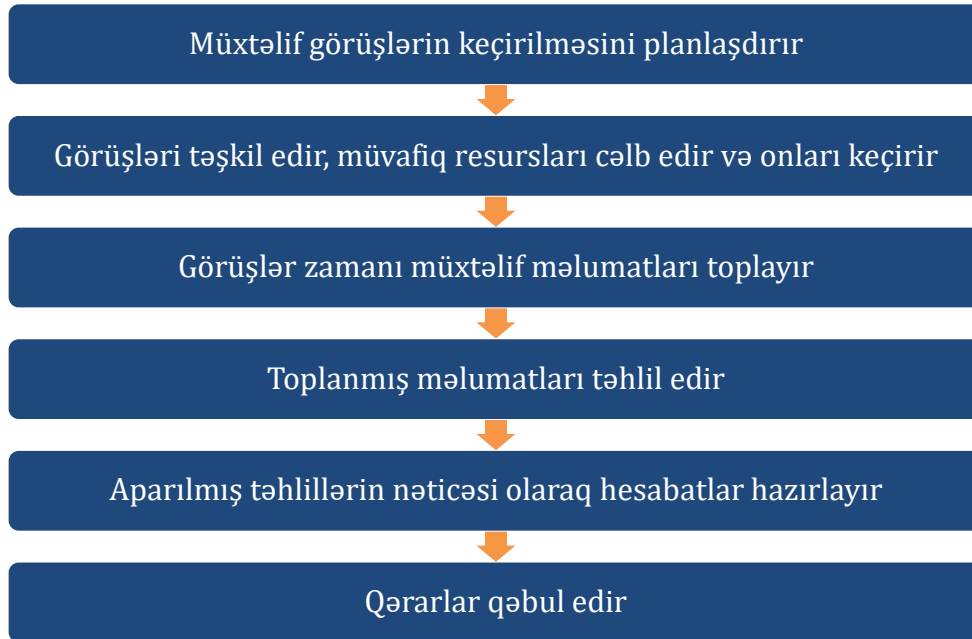 Müxtəlif görüşlərin keçirilməsini planlaşdırır
Görüşləri təşkil edir, müvafiq resursları cəlb edir və onları keçirir
Görüşlər zamanı müxtəlif məlumatları toplayır
Toplanmış məlumatları təhlil edir
Aparılmış təhlillərin nəticəsi olaraq hesabatlar hazırlayır
Qərarlar qəbul edir